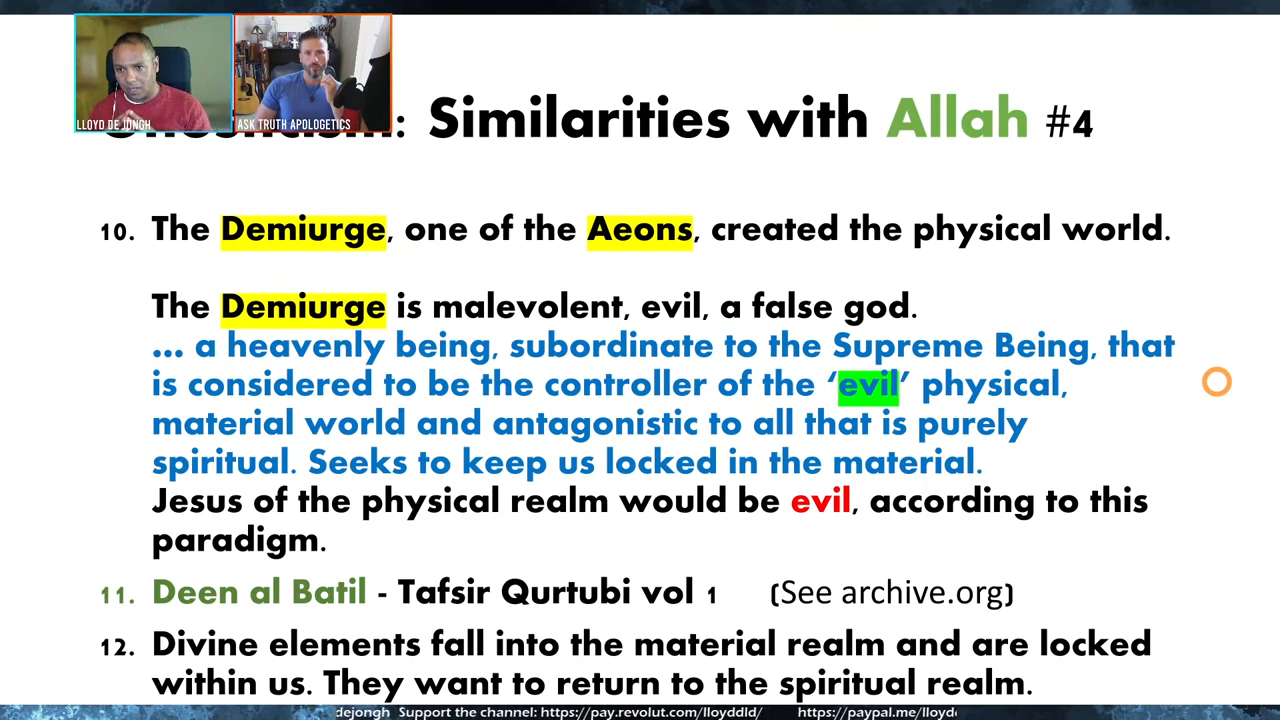 LLOYD DE JONGH
ASK TRUTH APOLOGETICS
: Similarities with Allah #4
10. The Demiurge, one of the Aeons, created the physical world.
The Demiurge is malevolent, evil, a false god.
... a heavenly being, subordinate to the Supreme Being, that
is considered to be the controller of the ‘evil’ physical,
material world and antagonistic to all that is purely
spiritual. Seeks to keep us locked in the material.
Jesus of the physical realm would be evil, according to this
paradigm.
11. Deen al Batil - Tafsir Qurtubi vol 1 (See archive.org)
12. Divine elements fall into the material realm and are locked
within us. They want to return to the spiritual realm.
dejongh Support the channel: https://pay.revolut.com/lloyddld/ https://paypal.me/lloyd